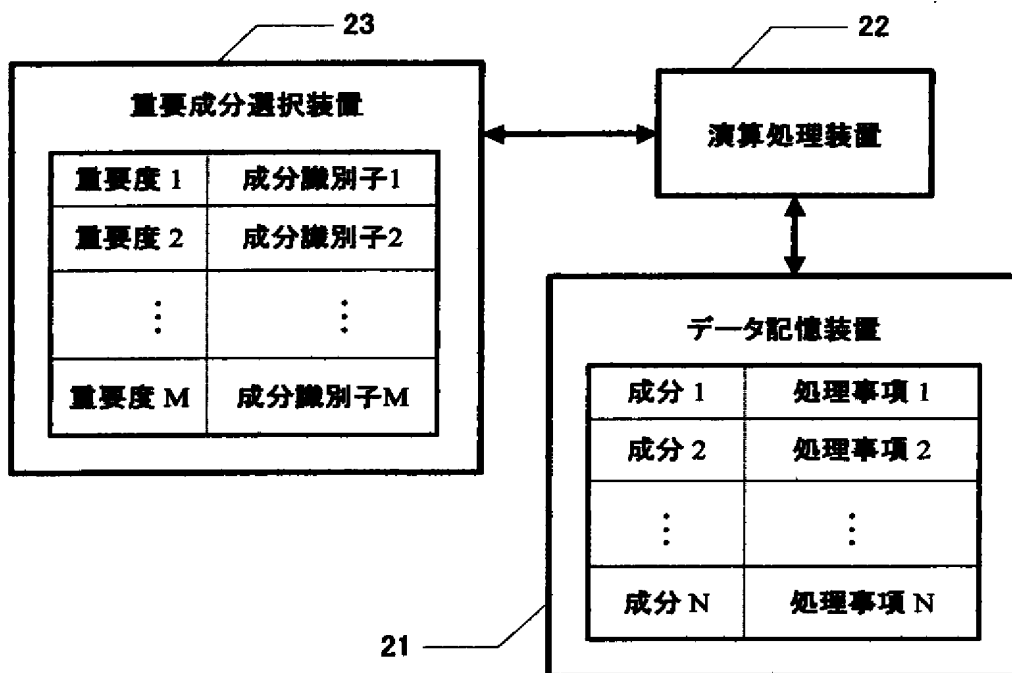 23
重要成分選択装置
重要度 1 成分識別子1
重要度 2 成分識別子2
⋮ ⋮
重要度 M 成分識別子M
22
演算処理装置
データ記憶装置
成分 1 処理事項 1
成分 2 処理事項 2
⋮ ⋮
成分 N 処理事項 N
21